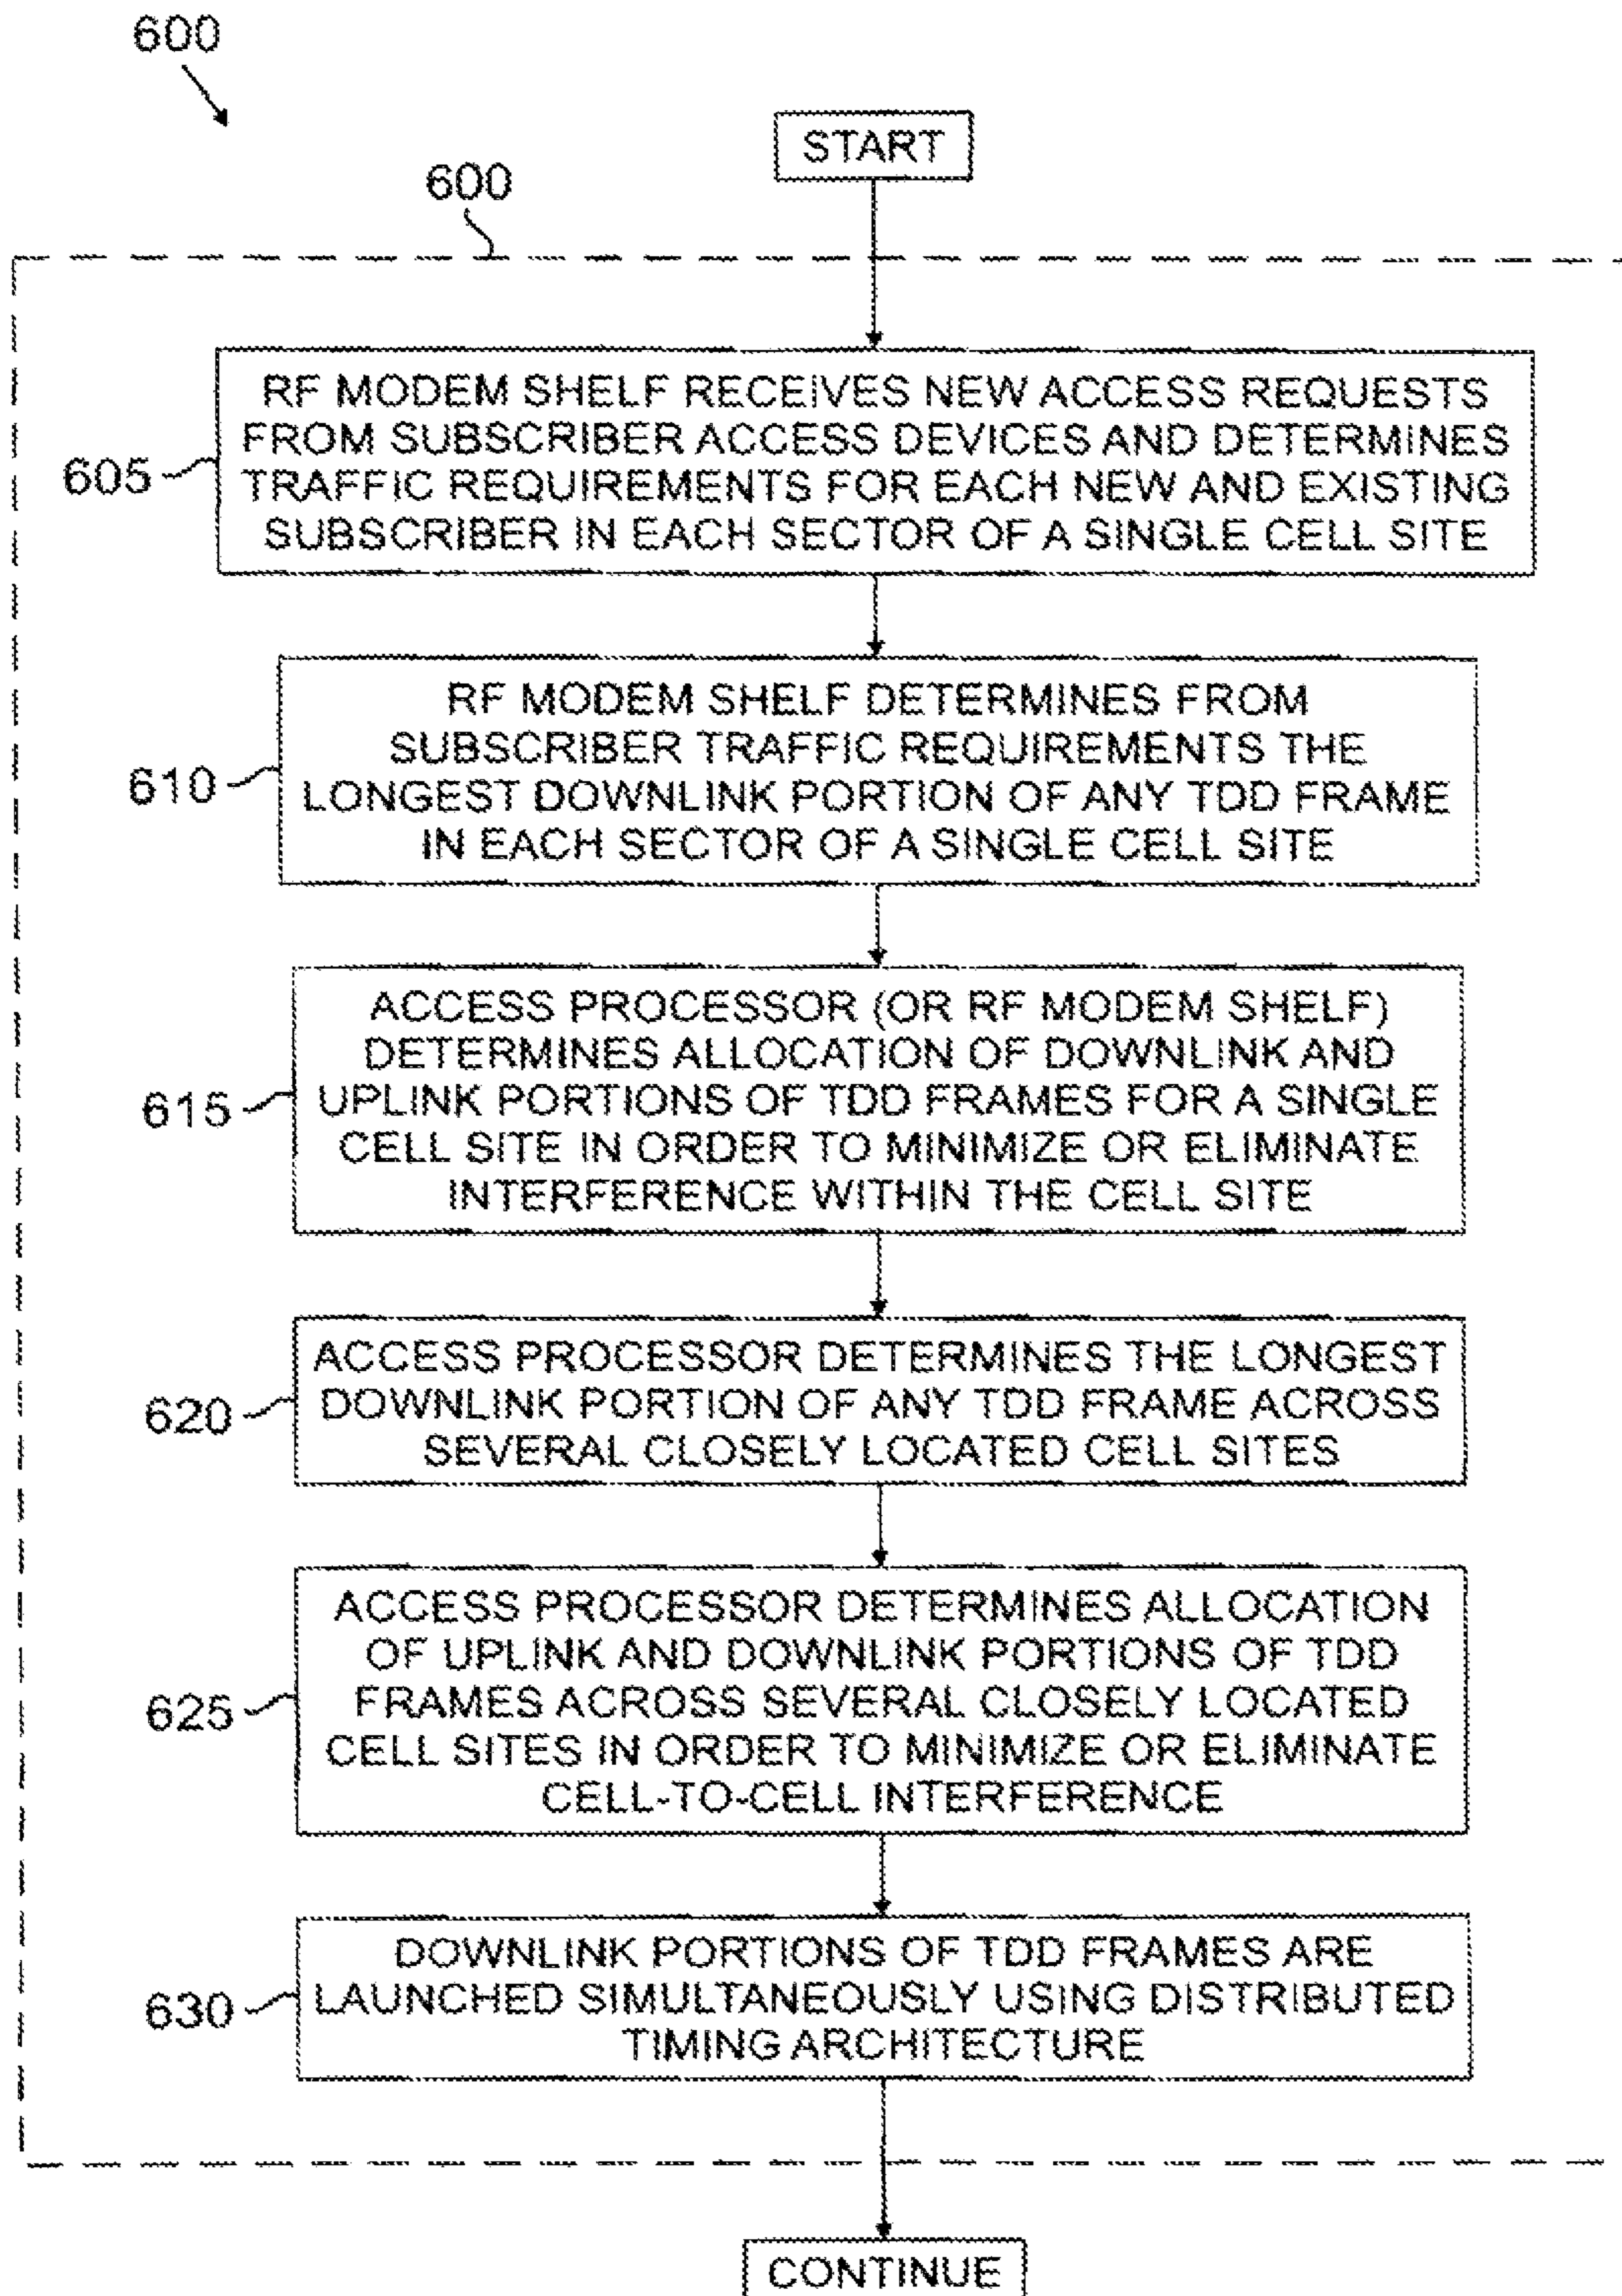 600
START
600
RF MODEM SHELF RECEIVES NEW ACCESS REQUESTS
FROM SUBSCRIBER ACCESS DEVICES AND DETERMINES
TRAFFIC REQUIREMENTS FOR EACH NEW AND EXISTING
SUBSCRIBER IN EACH SECTOR OF A SINGLE CELL SITE
605
RF MODEM SHELF DETERMINES FROM
SUBSCRIBER TRAFFIC REQUIREMENTS THE
LONGEST DOWNLINK PORTION OF ANY TDD FRAME
IN EACH SECTOR OF A SINGLE CELL SITE
610
ACCESS PROCESSOR (OR RF MODEM SHELF)
DETERMINES ALLOCATION OF DOWNLINK AND
UPLINK PORTIONS OF TDD FRAMES FOR A SINGLE
CELL SITE IN ORDER TO MINIMIZE OR ELIMINATE
INTERFERENCE WITHIN THE CELL SITE
615
ACCESS PROCESSOR DETERMINES THE LONGEST
DOWNLINK PORTION OF ANY TDD FRAME ACROSS
SEVERAL CLOSELY LOCATED CELL SITES
620
ACCESS PROCESSOR DETERMINES ALLOCATION
OF UPLINK AND DOWNLINK PORTIONS OF TDD
FRAMES ACROSS SEVERAL CLOSELY LOCATED
CELL SITES IN ORDER TO MINIMIZE OR ELIMINATE
CELL-TO-CELL INTERFERENCE
625
DOWNLINK PORTIONS OF TDD FRAMES ARE
LAUNCHED SIMULTANEOUSLY USING DISTRIBUTED
TIMING ARCHITECTURE
630
CONTINUE